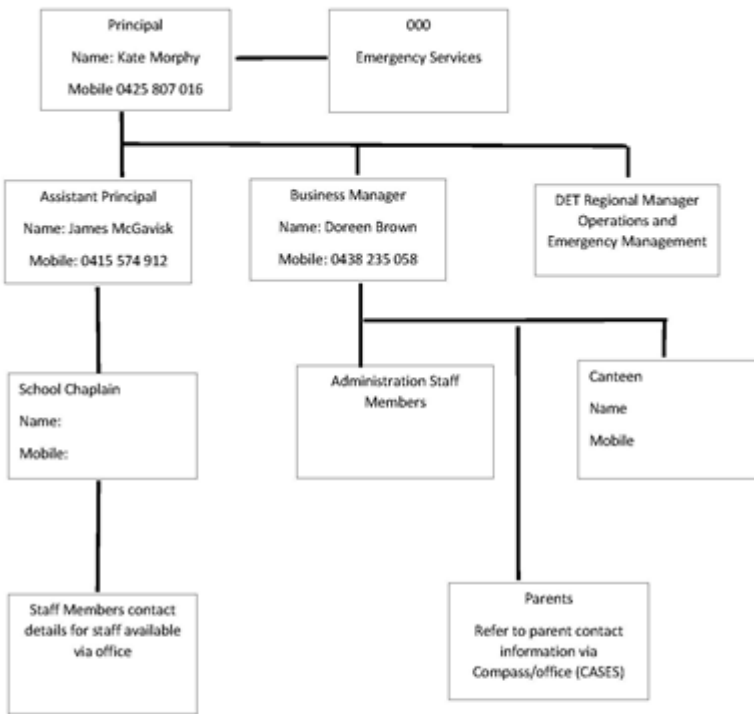 Principal
Name: Kate Morphy
Mobile 0425 807 016
000
Emergency Services
Assistant Principal
Name: James McGavisk
Mobile: 0415 574 912
Business Manager
Name: Doreen Brown
Mobile: 0438 235 058
DET Regional Manager
Operations and
Emergency Management
School Chaplain
Name:
Mobile:
Administration Staff
Members
Canteen
Name
Mobile
Staff Members contact
details for staff available
via office
Parents
Refer to parent contact
information via
Compass/office (CASES)